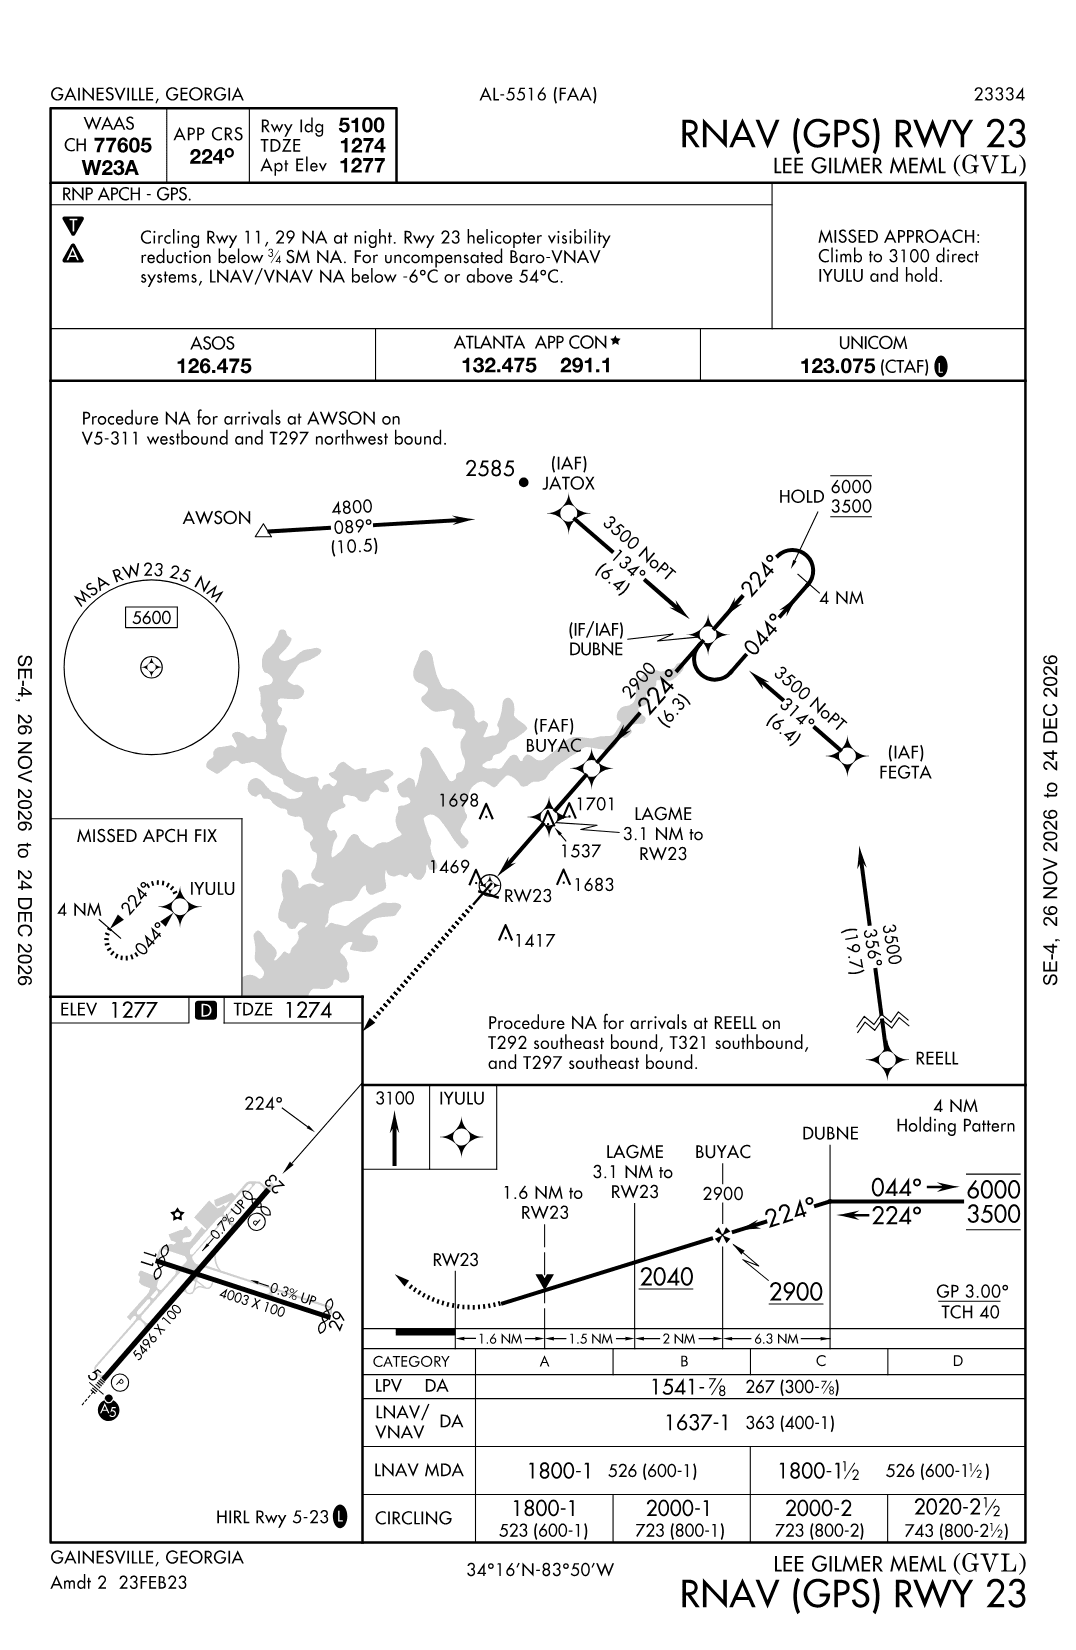 GAINESVILLE, GEORGIA
AL-5516 (FAA)
23334
WAAS
CH 77605
W23A
APP CRS
224°
Rwy ldg 5100
TDZE 1274
Apt Elev 1277
RNAV (GPS) RWY 23
LEE GILMER MEML (GVL)
RNP APCH - GPS.
T
A
Circling Rwy 11, 29 NA at night. Rwy 23 helicopter visibility
reduction below ¾ SM NA. For uncompensated Baro-VNAV
systems, LNAV/VNAV NA below -6°C or above 54°C.
MISSED APPROACH:
Climb to 3100 direct
IYULU and hold.
ASOS
126.475
ATLANTA APP CON★
132.475 291.1
UNICOM
123.075 (CTAF) L
Procedure NA for arrivals at AWSON on
V5-311 westbound and T297 northwest bound.
2585
(IAF)
JATOX
HOLD
6000
3500
AWSON
4800
089°
(10.5)
3500 NoPT
134°
(6.4)
224°
044°
4 NM
MSA RW23 25 NM
5600
(IF/IAF)
DUBNE
2900
224°
(6.3)
3500 NoPT
314°
(6.4)
(IAF)
FEGTA
(FAF)
BUYAC
1698
1701
LAGME
3.1 NM to
RW23
1537
1469
1683
RW23
1417
MISSED APCH FIX
IYULU
4 NM
224°
044°
3500
356°
(19.7)
REELL
Procedure NA for arrivals at REELL on
T292 southeast bound, T321 southbound,
and T297 southeast bound.
SE-4, 26 NOV 2026 to 24 DEC 2026
SE-4, 26 NOV 2026 to 24 DEC 2026
ELEV 1277
D
TDZE 1274
224°
23
0.7% UP
P
11
0.3% UP
4003 X 100
29
5496 X 100
5
P
A5
HIRL Rwy 5-23 L
3100
IYULU
4 NM
Holding Pattern
DUBNE
BUYAC
2900
LAGME
3.1 NM to
RW23
1.6 NM to
RW23
RW23
044°
224°
6000
3500
224°
2040
2900
GP 3.00°
TCH 40
1.6 NM
1.5 NM
2 NM
6.3 NM
CATEGORY A B C D
LPV DA 1541-⅞ 267 (300-⅞)
LNAV/
VNAV DA 1637-1 363 (400-1)
LNAV MDA 1800-1 526 (600-1) 1800-1½ 526 (600-1½)
CIRCLING
1800-1
523 (600-1)
2000-1
723 (800-1)
2000-2
723 (800-2)
2020-2½
743 (800-2½)
GAINESVILLE, GEORGIA
Amdt 2 23FEB23
34°16'N-83°50'W
LEE GILMER MEML (GVL)
RNAV (GPS) RWY 23